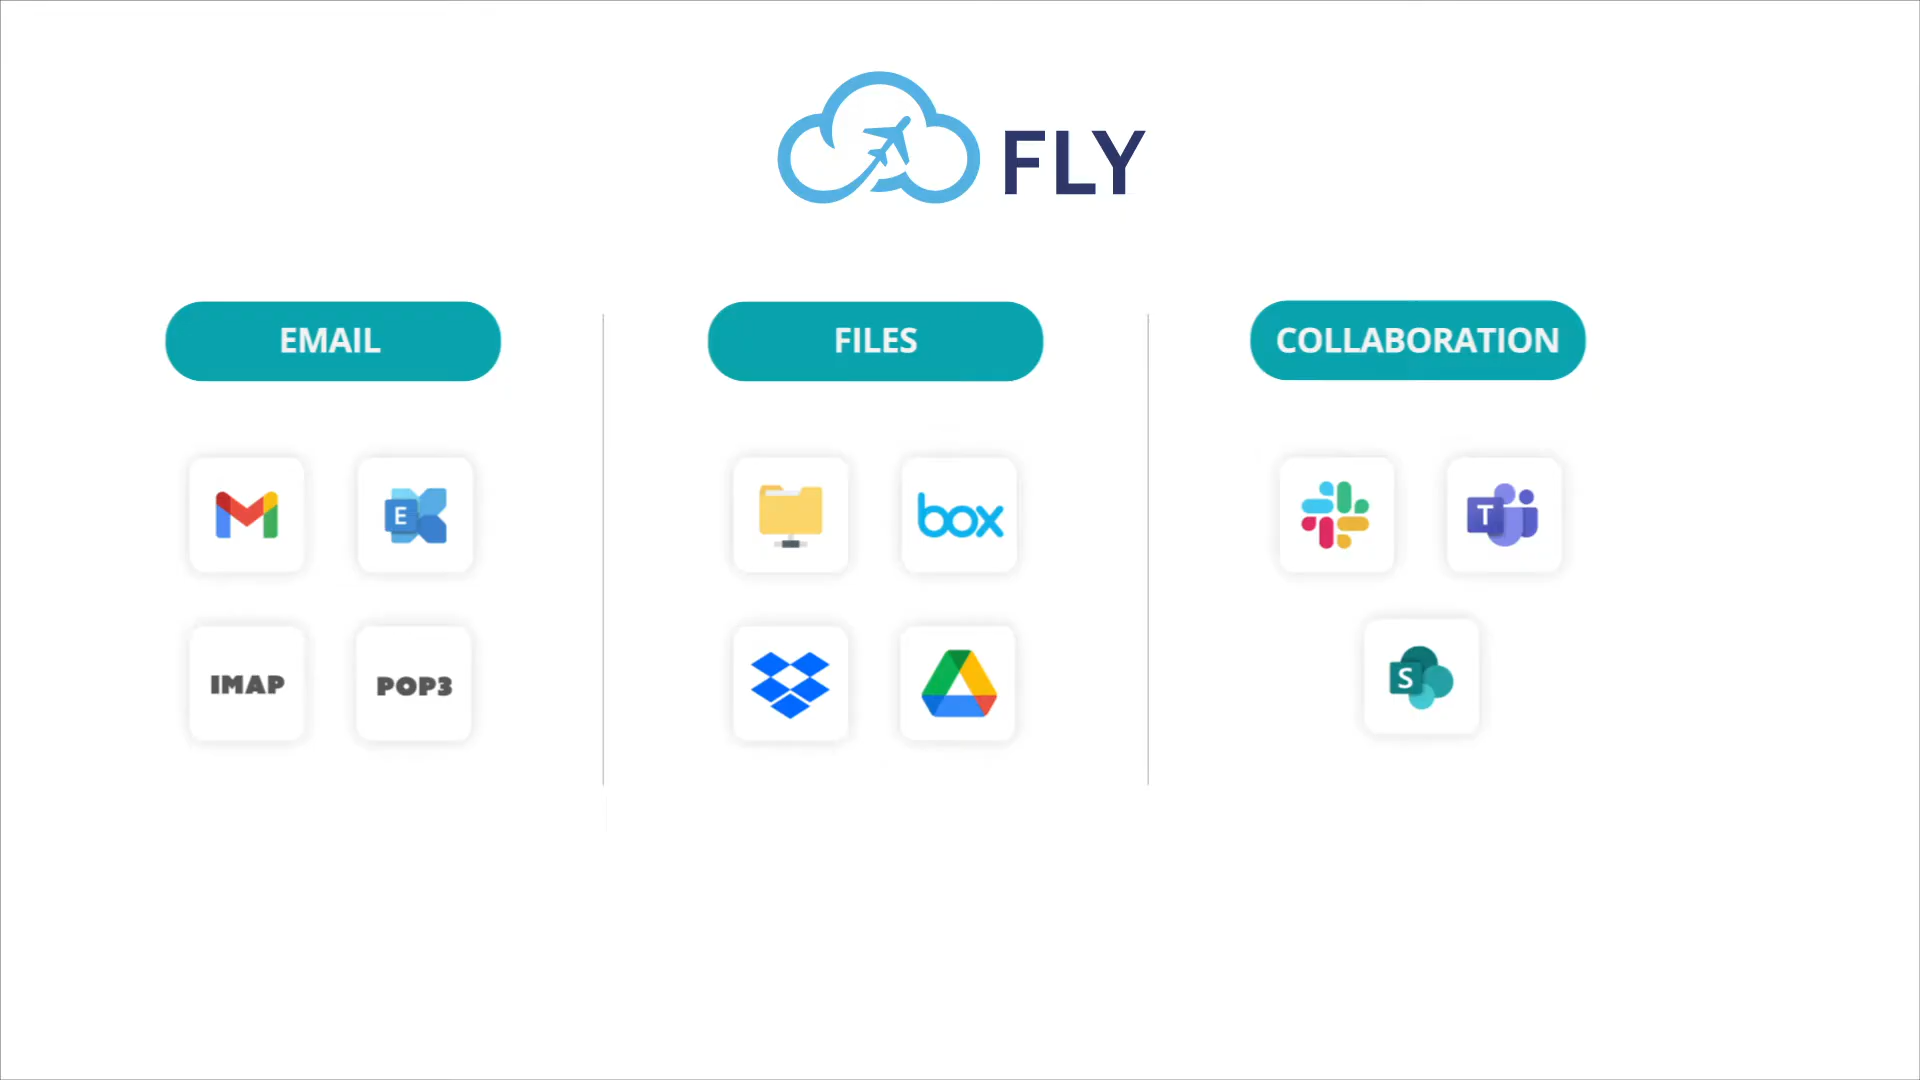 FLY
EMAIL
FILES
COLLABORATION
E
box
T
IMAP
POP3
S